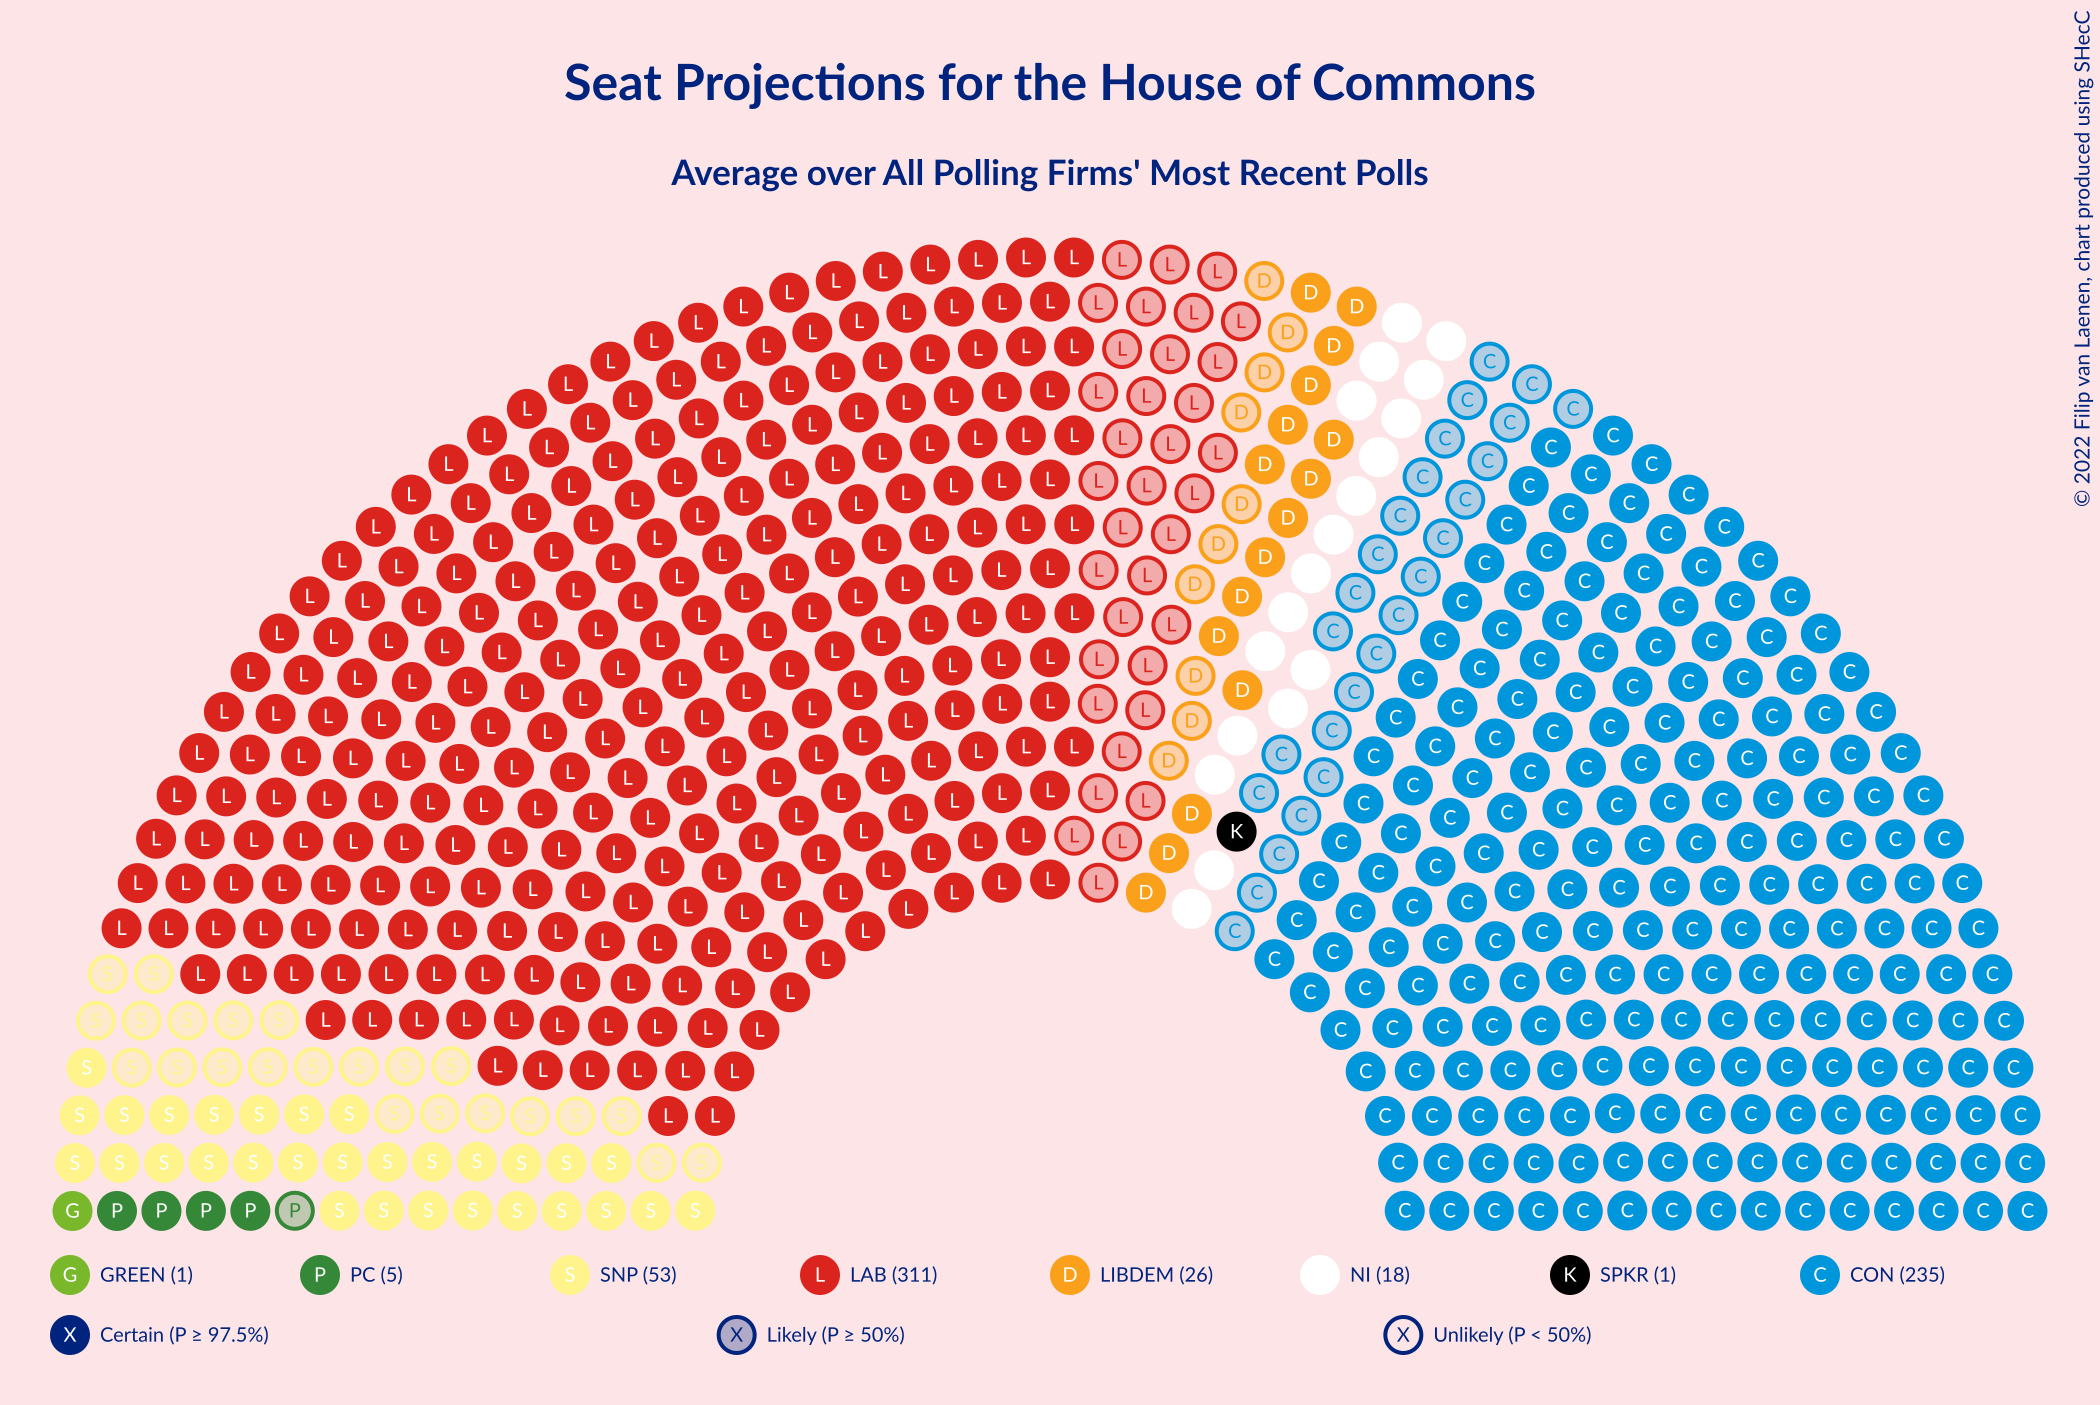 Seat Projections for the House of Commons
Average over All Polling Firms' Most Recent Polls
© 2022 Filip van Laenen, chart produced using SHecC
G GREEN (1) P PC (5) S SNP (53) L LAB (311) D LIBDEM (26) NI (18) K SPKR (1) C CON (235)
X Certain (P ≥ 97.5%) X Likely (P ≥ 50%) X Unlikely (P < 50%)